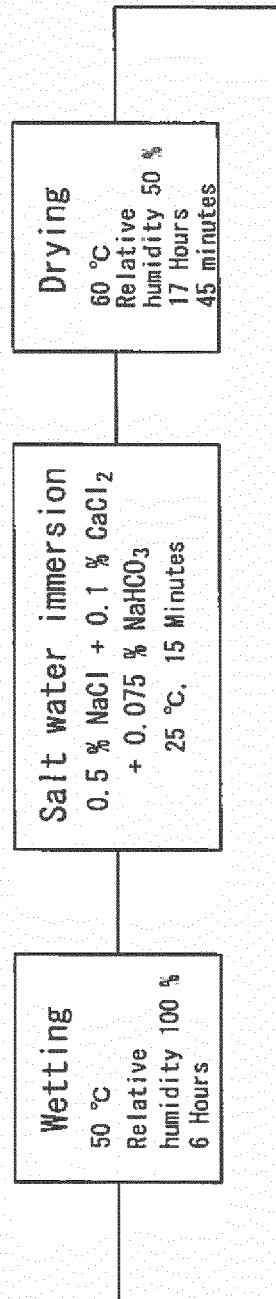 Wetting
50 °C
Relative
humidity 100 %
6 Hours
Salt water immersion
0.5 % NaCl + 0.1 % CaCl₂
+ 0.075 % NaHCO₃
25 °C, 15 Minutes
Drying
60 °C
Relative
humidity 50 %
17 Hours
45 minutes